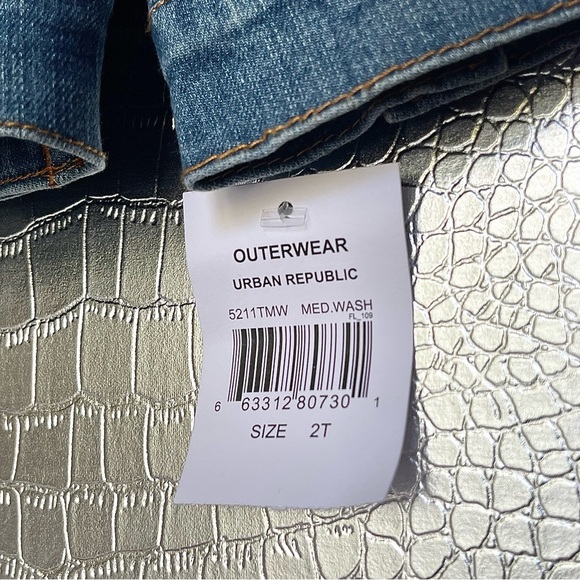 OUTERWEAR
URBAN REPUBLIC
5211TMW MED.WASH
FL_109
6 63312 80730 1
SIZE 2T